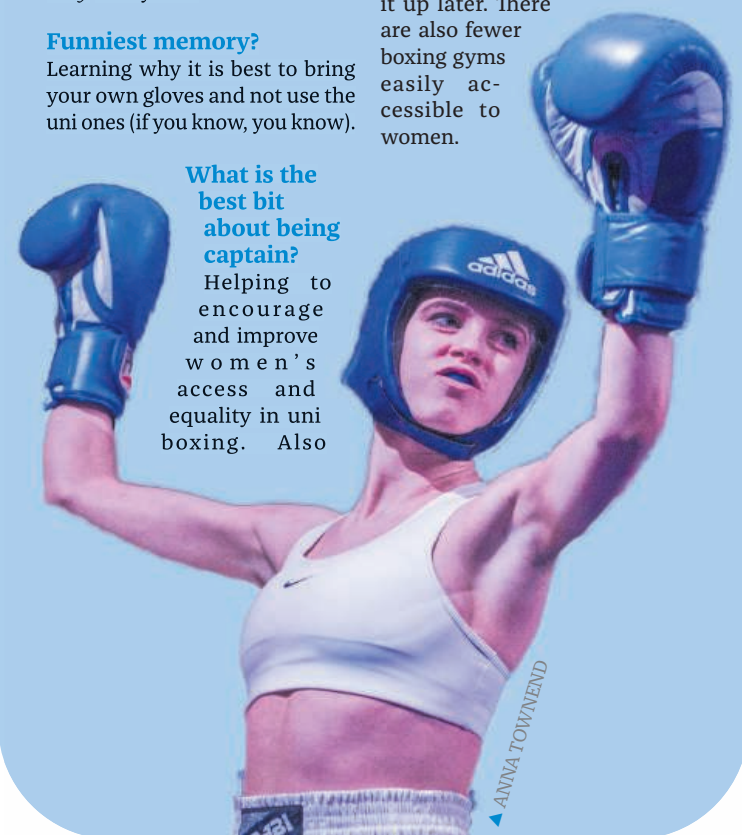 Funniest memory?
Learning why it is best to bring
your own gloves and not use the
uni ones (if you know, you know).
What is the
best bit
about being
captain?
Helping to
encourage
and improve
women's
access and
equality in uni
boxing. Also
it up later. There
are also fewer
boxing gyms
easily ac-
cessible to
women.
adidas
ANNA TOWNEND